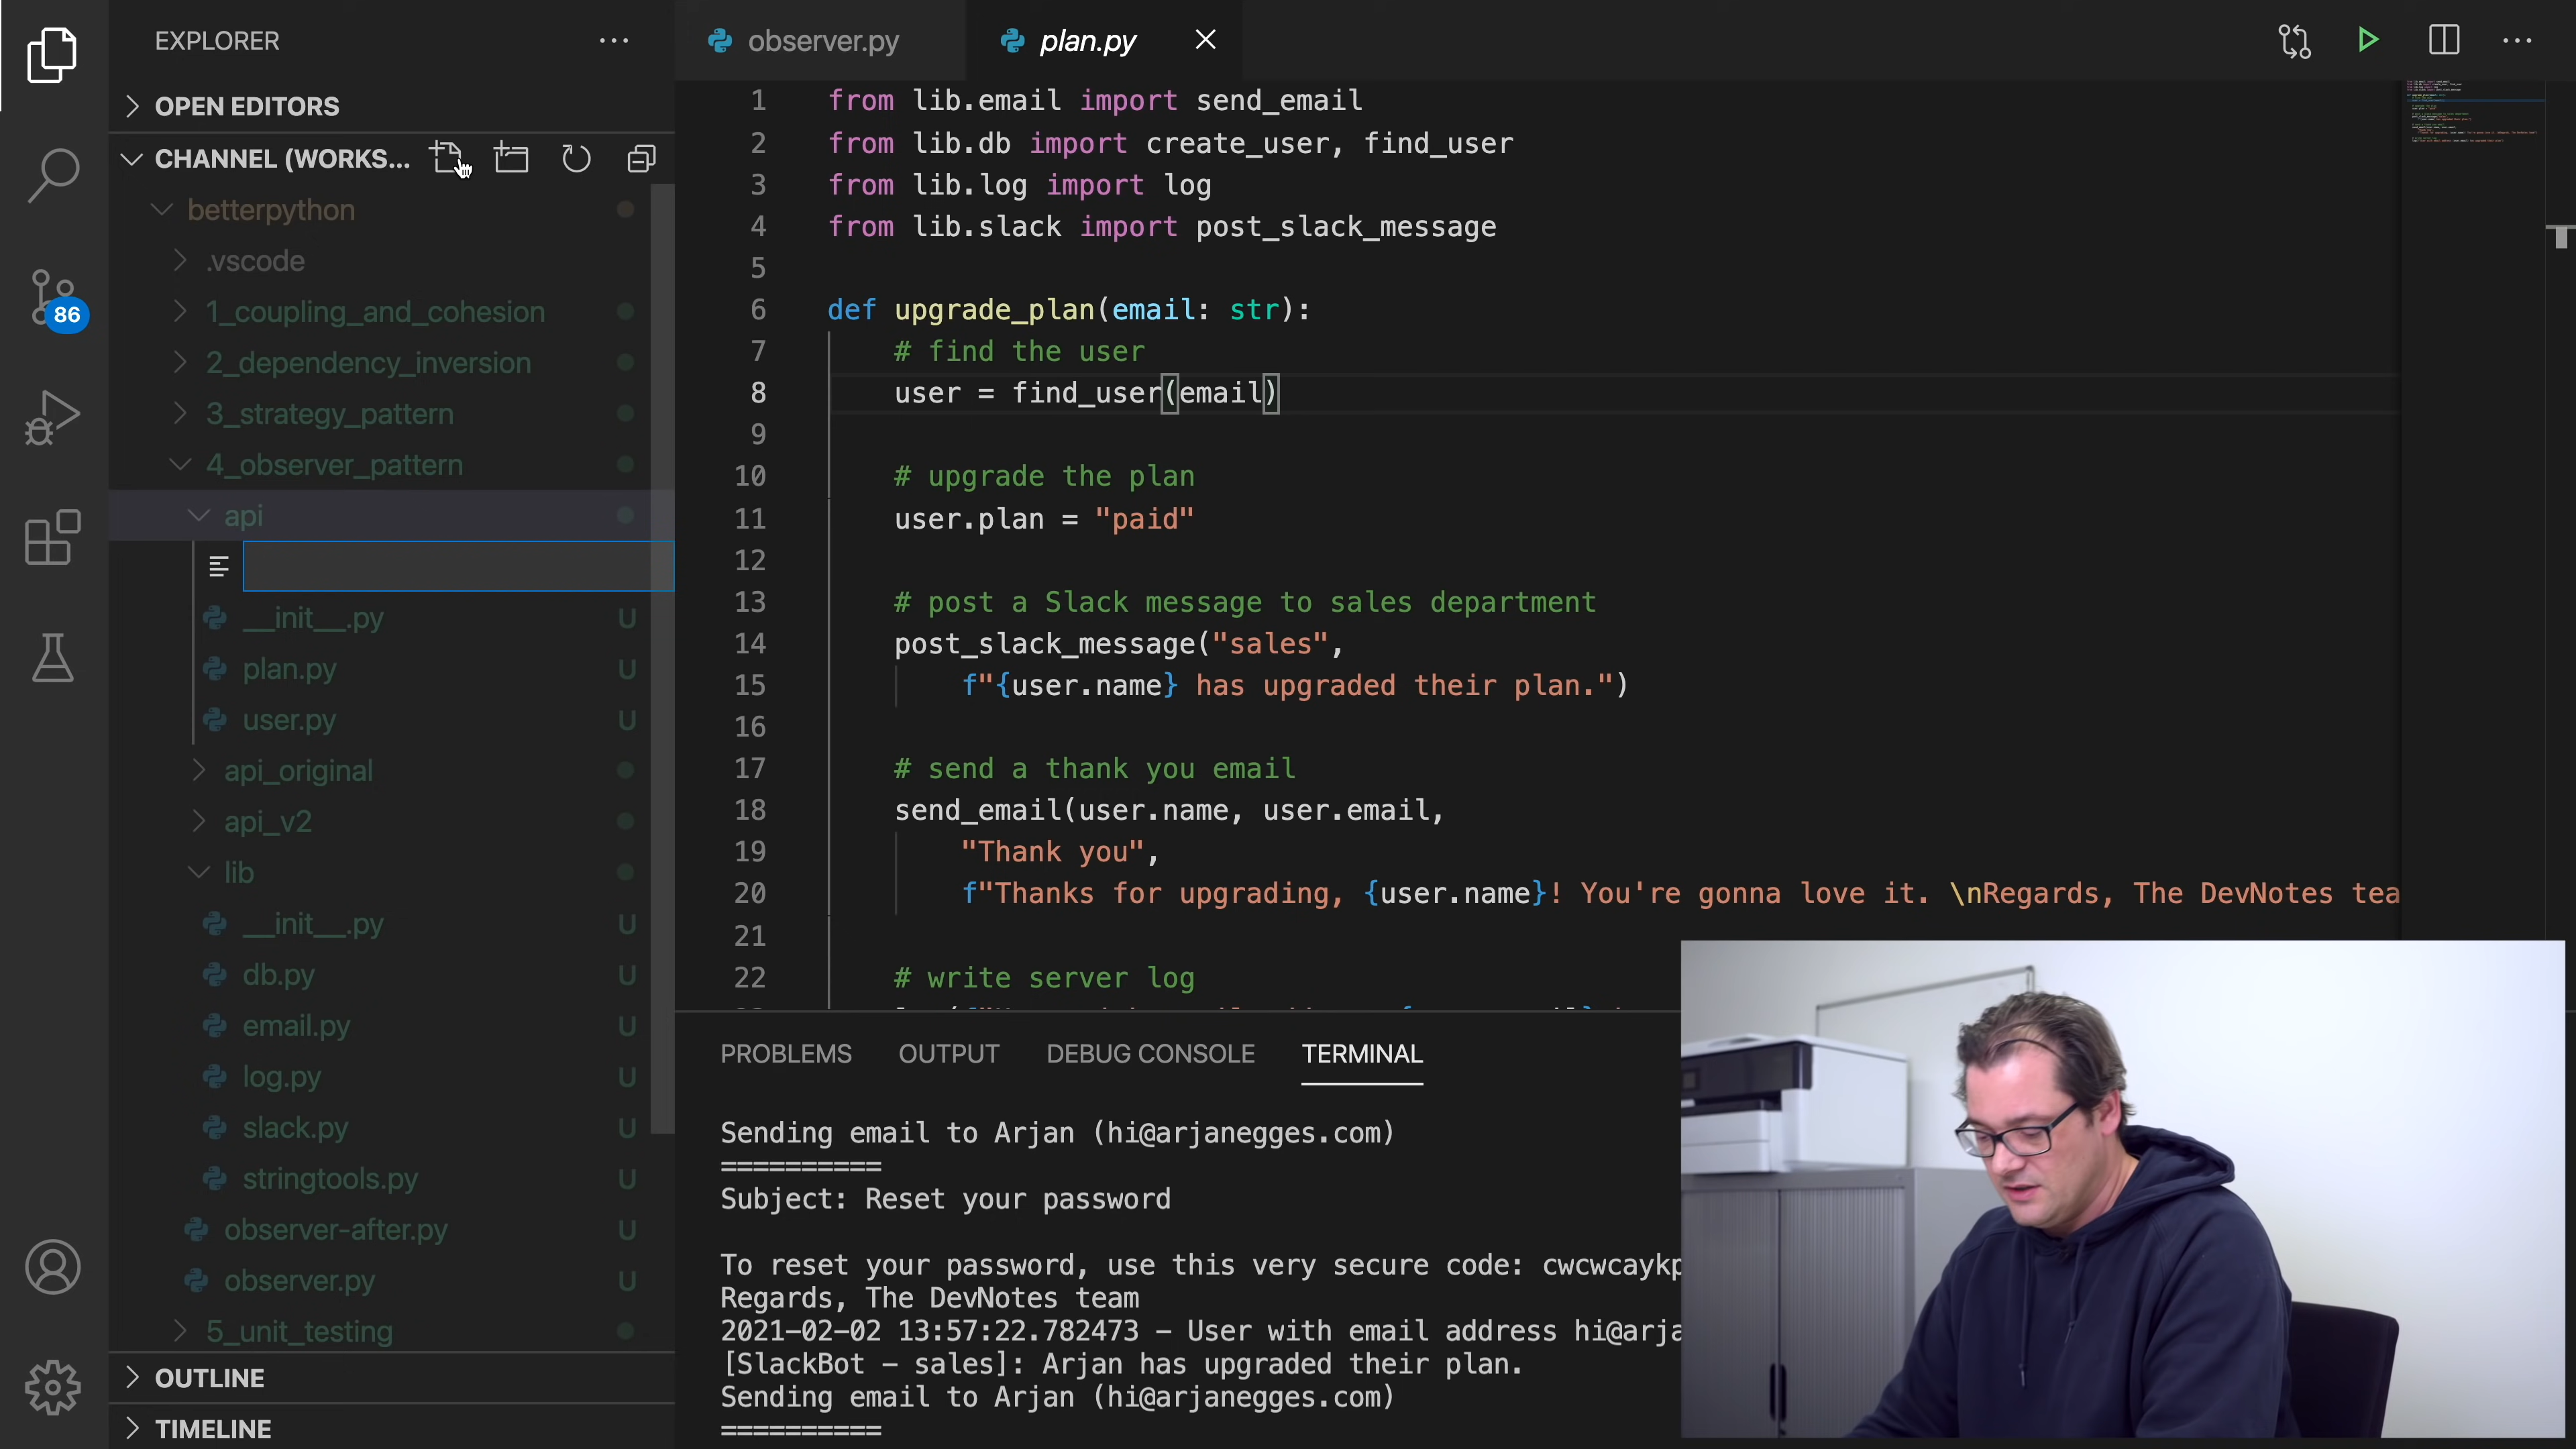 EXPLORER
OPEN EDITORS
CHANNEL (WORKS...
betterpython
.vscode
1_coupling_and_cohesion
2_dependency_inversion
3_strategy_pattern
4_observer_pattern
api
__init__.py U
plan.py U
user.py U
api_original
api_v2
lib
__init__.py U
db.py U
email.py U
log.py U
slack.py U
stringtools.py U
observer-after.py U
observer.py U
5_unit_testing
OUTLINE
TIMELINE
86
observer.py
plan.py
1 from lib.email import send_email
2 from lib.db import create_user, find_user
3 from lib.log import log
4 from lib.slack import post_slack_message
5
6 def upgrade_plan(email: str):
7 # find the user
8 user = find_user(email)
9
10 # upgrade the plan
11 user.plan = "paid"
12
13 # post a Slack message to sales department
14 post_slack_message("sales",
15 f"{user.name} has upgraded their plan.")
16
17 # send a thank you email
18 send_email(user.name, user.email,
19 "Thank you",
20 f"Thanks for upgrading, {user.name}! You're gonna love it. \nRegards, The DevNotes tea
21
22 # write server log
PROBLEMS OUTPUT DEBUG CONSOLE TERMINAL
Sending email to Arjan (hi@arjanegges.com)
==========
Subject: Reset your password
To reset your password, use this very secure code: cwcwcaykp
Regards, The DevNotes team
2021-02-02 13:57:22.782473 - User with email address hi@arja
[SlackBot - sales]: Arjan has upgraded their plan.
Sending email to Arjan (hi@arjanegges.com)
==========